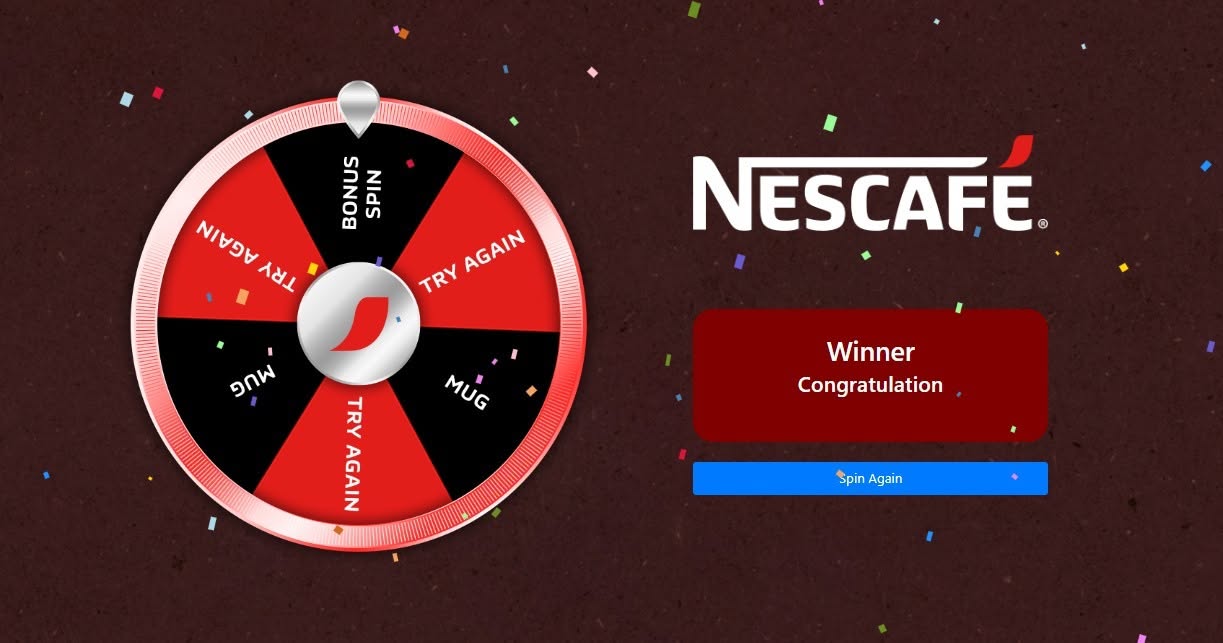 BONUS
SPIN
TRY AGAIN
TRY AGAIN
MUG
MUG
TRY AGAIN
NESCAFÉ®
Winner
Congratulation
Spin Again